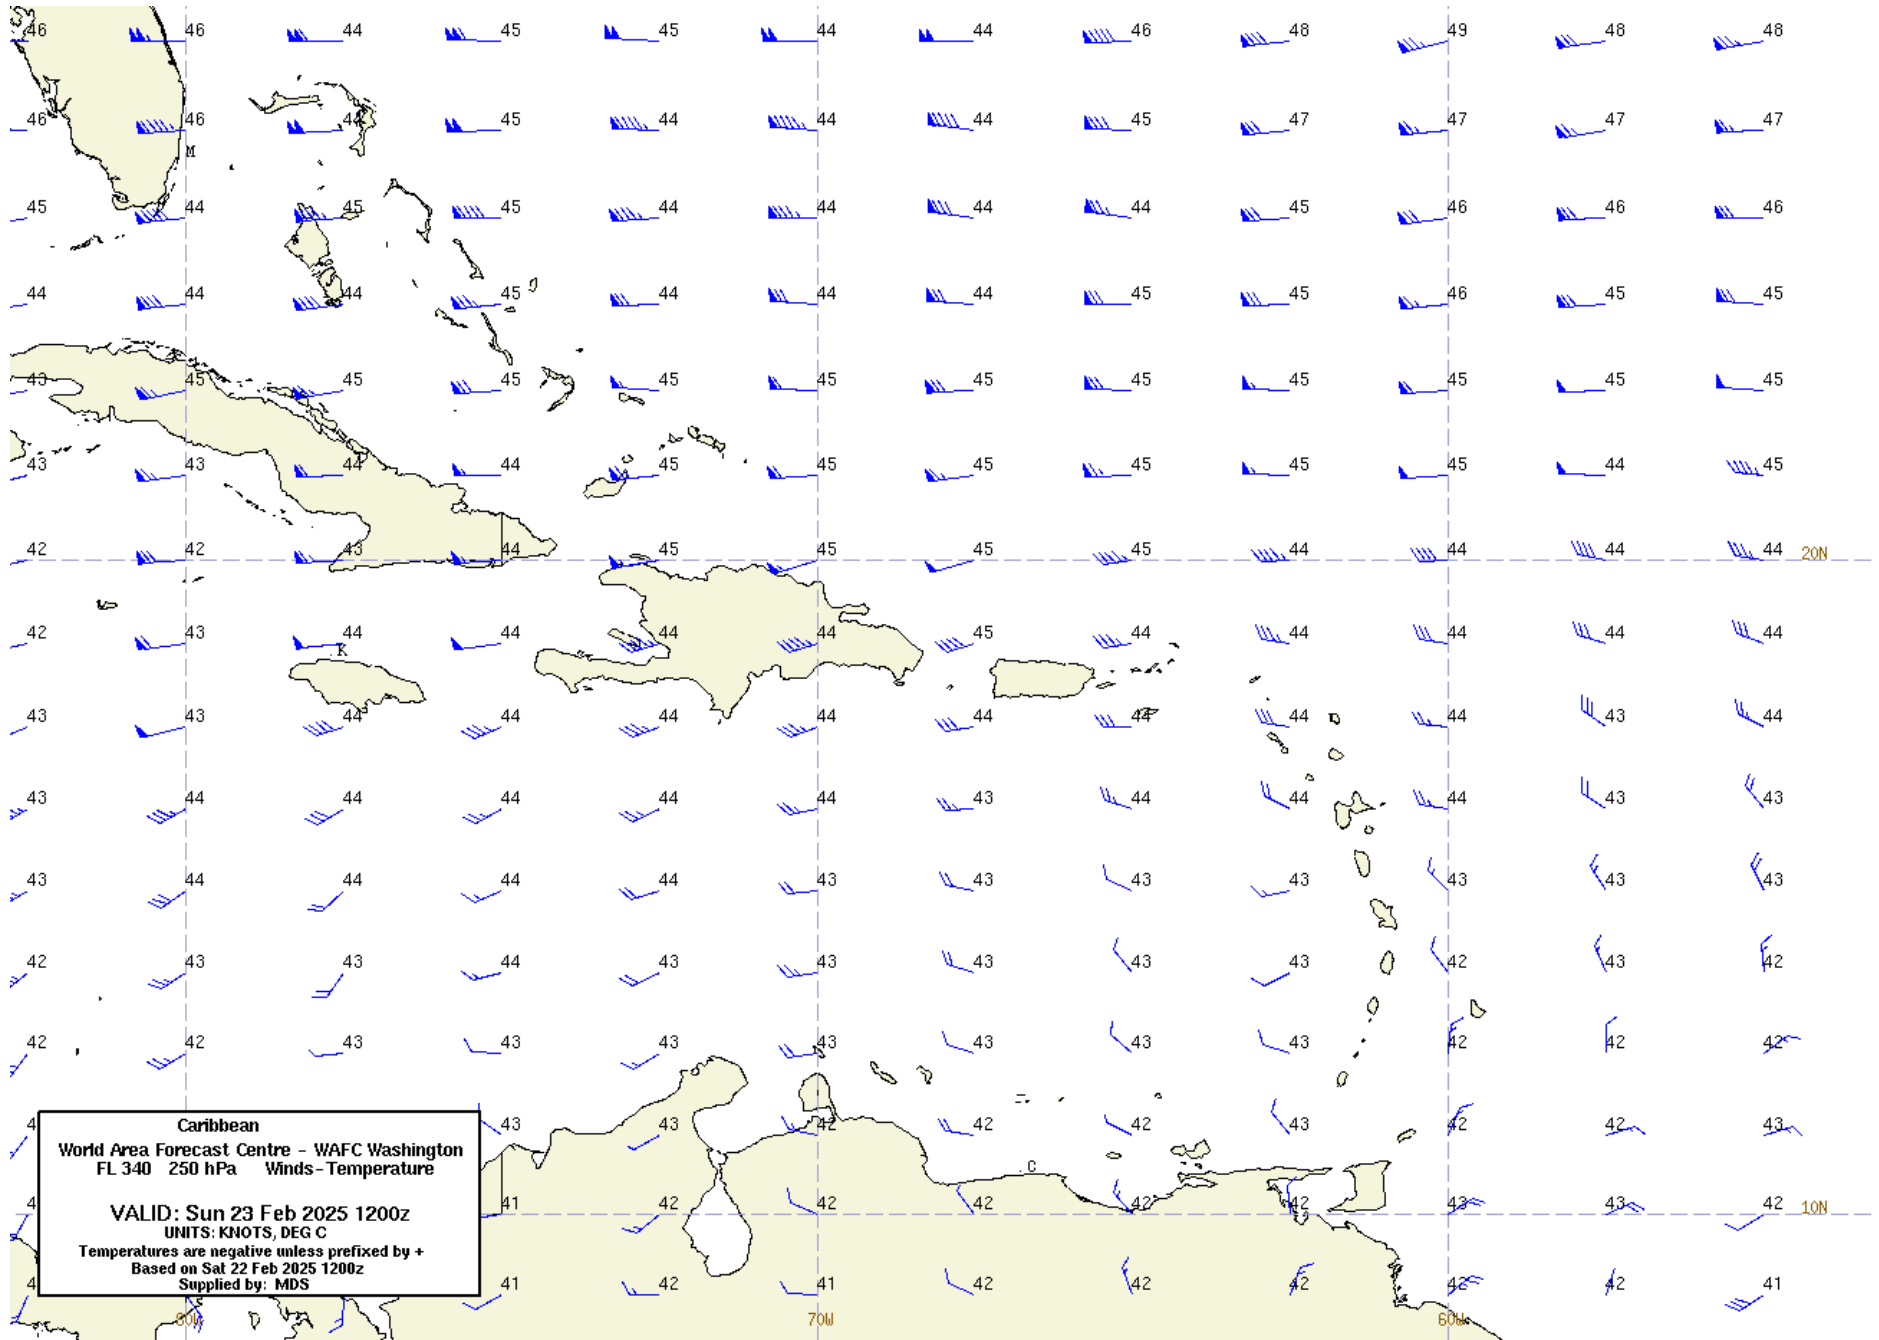 46 46 44 45 45 44 44 46 48 49 48 48
46 46 44 45 44 44 44 45 47 47 47 47
M
45 44 45 45 44 44 44 44 45 46 46 46
44 44 44 45 44 44 44 45 45 46 45 45
43 45 45 45 45 45 45 45 45 45 45 45
43 43 44 44 45 45 45 45 45 45 44 45
42 42 43 44 45 45 45 45 44 44 44 44 20N
42 43 44 44 44 44 45 44 44 44 44 44
K
43 43 44 44 44 44 44 44 44 44 43 44
43 44 44 44 44 44 43 44 44 44 43 43
43 44 44 44 44 43 43 43 43 43 43 43
42 43 43 44 43 43 43 43 43 42 43 42
42 42 43 43 43 43 43 43 43 42 42 42
4 43 43 42 42 42 43 42 42 43
C
4 41 42 42 42 42 42 43 43 42 10N
4 41 42 41 42 42 42 42 42 41
80W 70W 60W
Caribbean
World Area Forecast Centre - WAFC Washington
FL 340 250 hPa Winds-Temperature
VALID: Sun 23 Feb 2025 1200z
UNITS: KNOTS, DEG C
Temperatures are negative unless prefixed by +
Based on Sat 22 Feb 2025 1200z
Supplied by: MDS